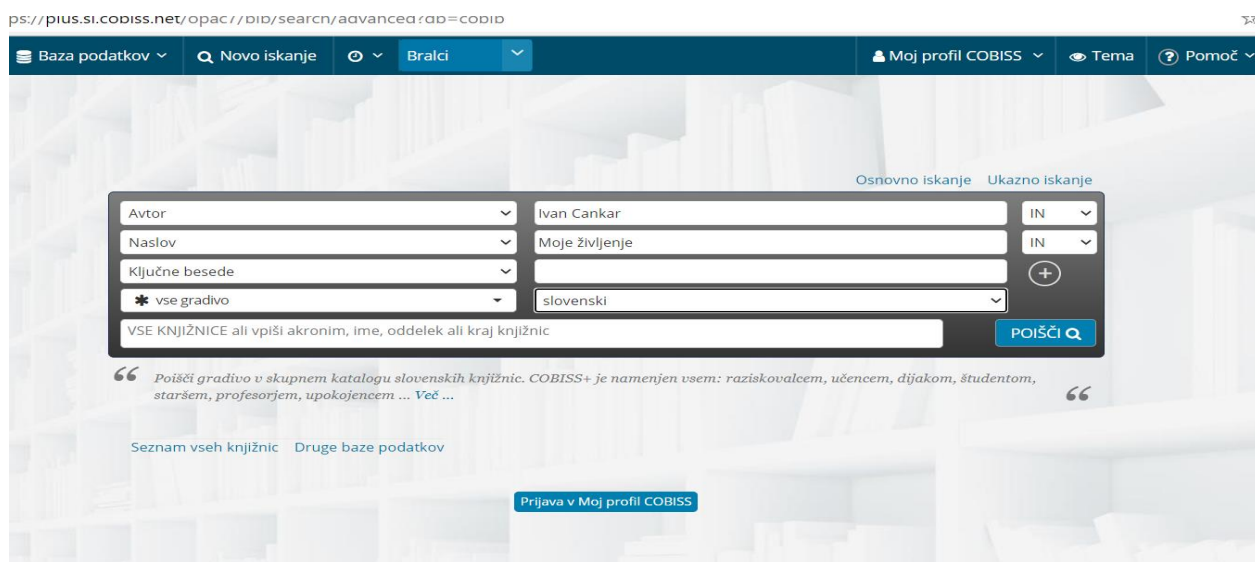 ps://plus.si.cobiss.net/opac7/bib/search/advanced?db=cobib
Baza podatkov Novo iskanje Bralci Moj profil COBISS Tema Pomoč
Osnovno iskanje Ukazno iskanje
Avtor Ivan Cankar IN
Naslov Moje življenje IN
Ključne besede
vse gradivo slovenski
VSE KNJIŽNICE ali vpiši akronim, ime, oddelek ali kraj knjižnic POIŠČI
Poišči gradivo v skupnem katalogu slovenskih knjižnic. COBISS+ je namenjen vsem: raziskovalcem, učencem, dijakom, študentom,
staršem, profesorjem, upokojencem ... Več ...
Seznam vseh knjižnic Druge baze podatkov
Prijava v Moj profil COBISS